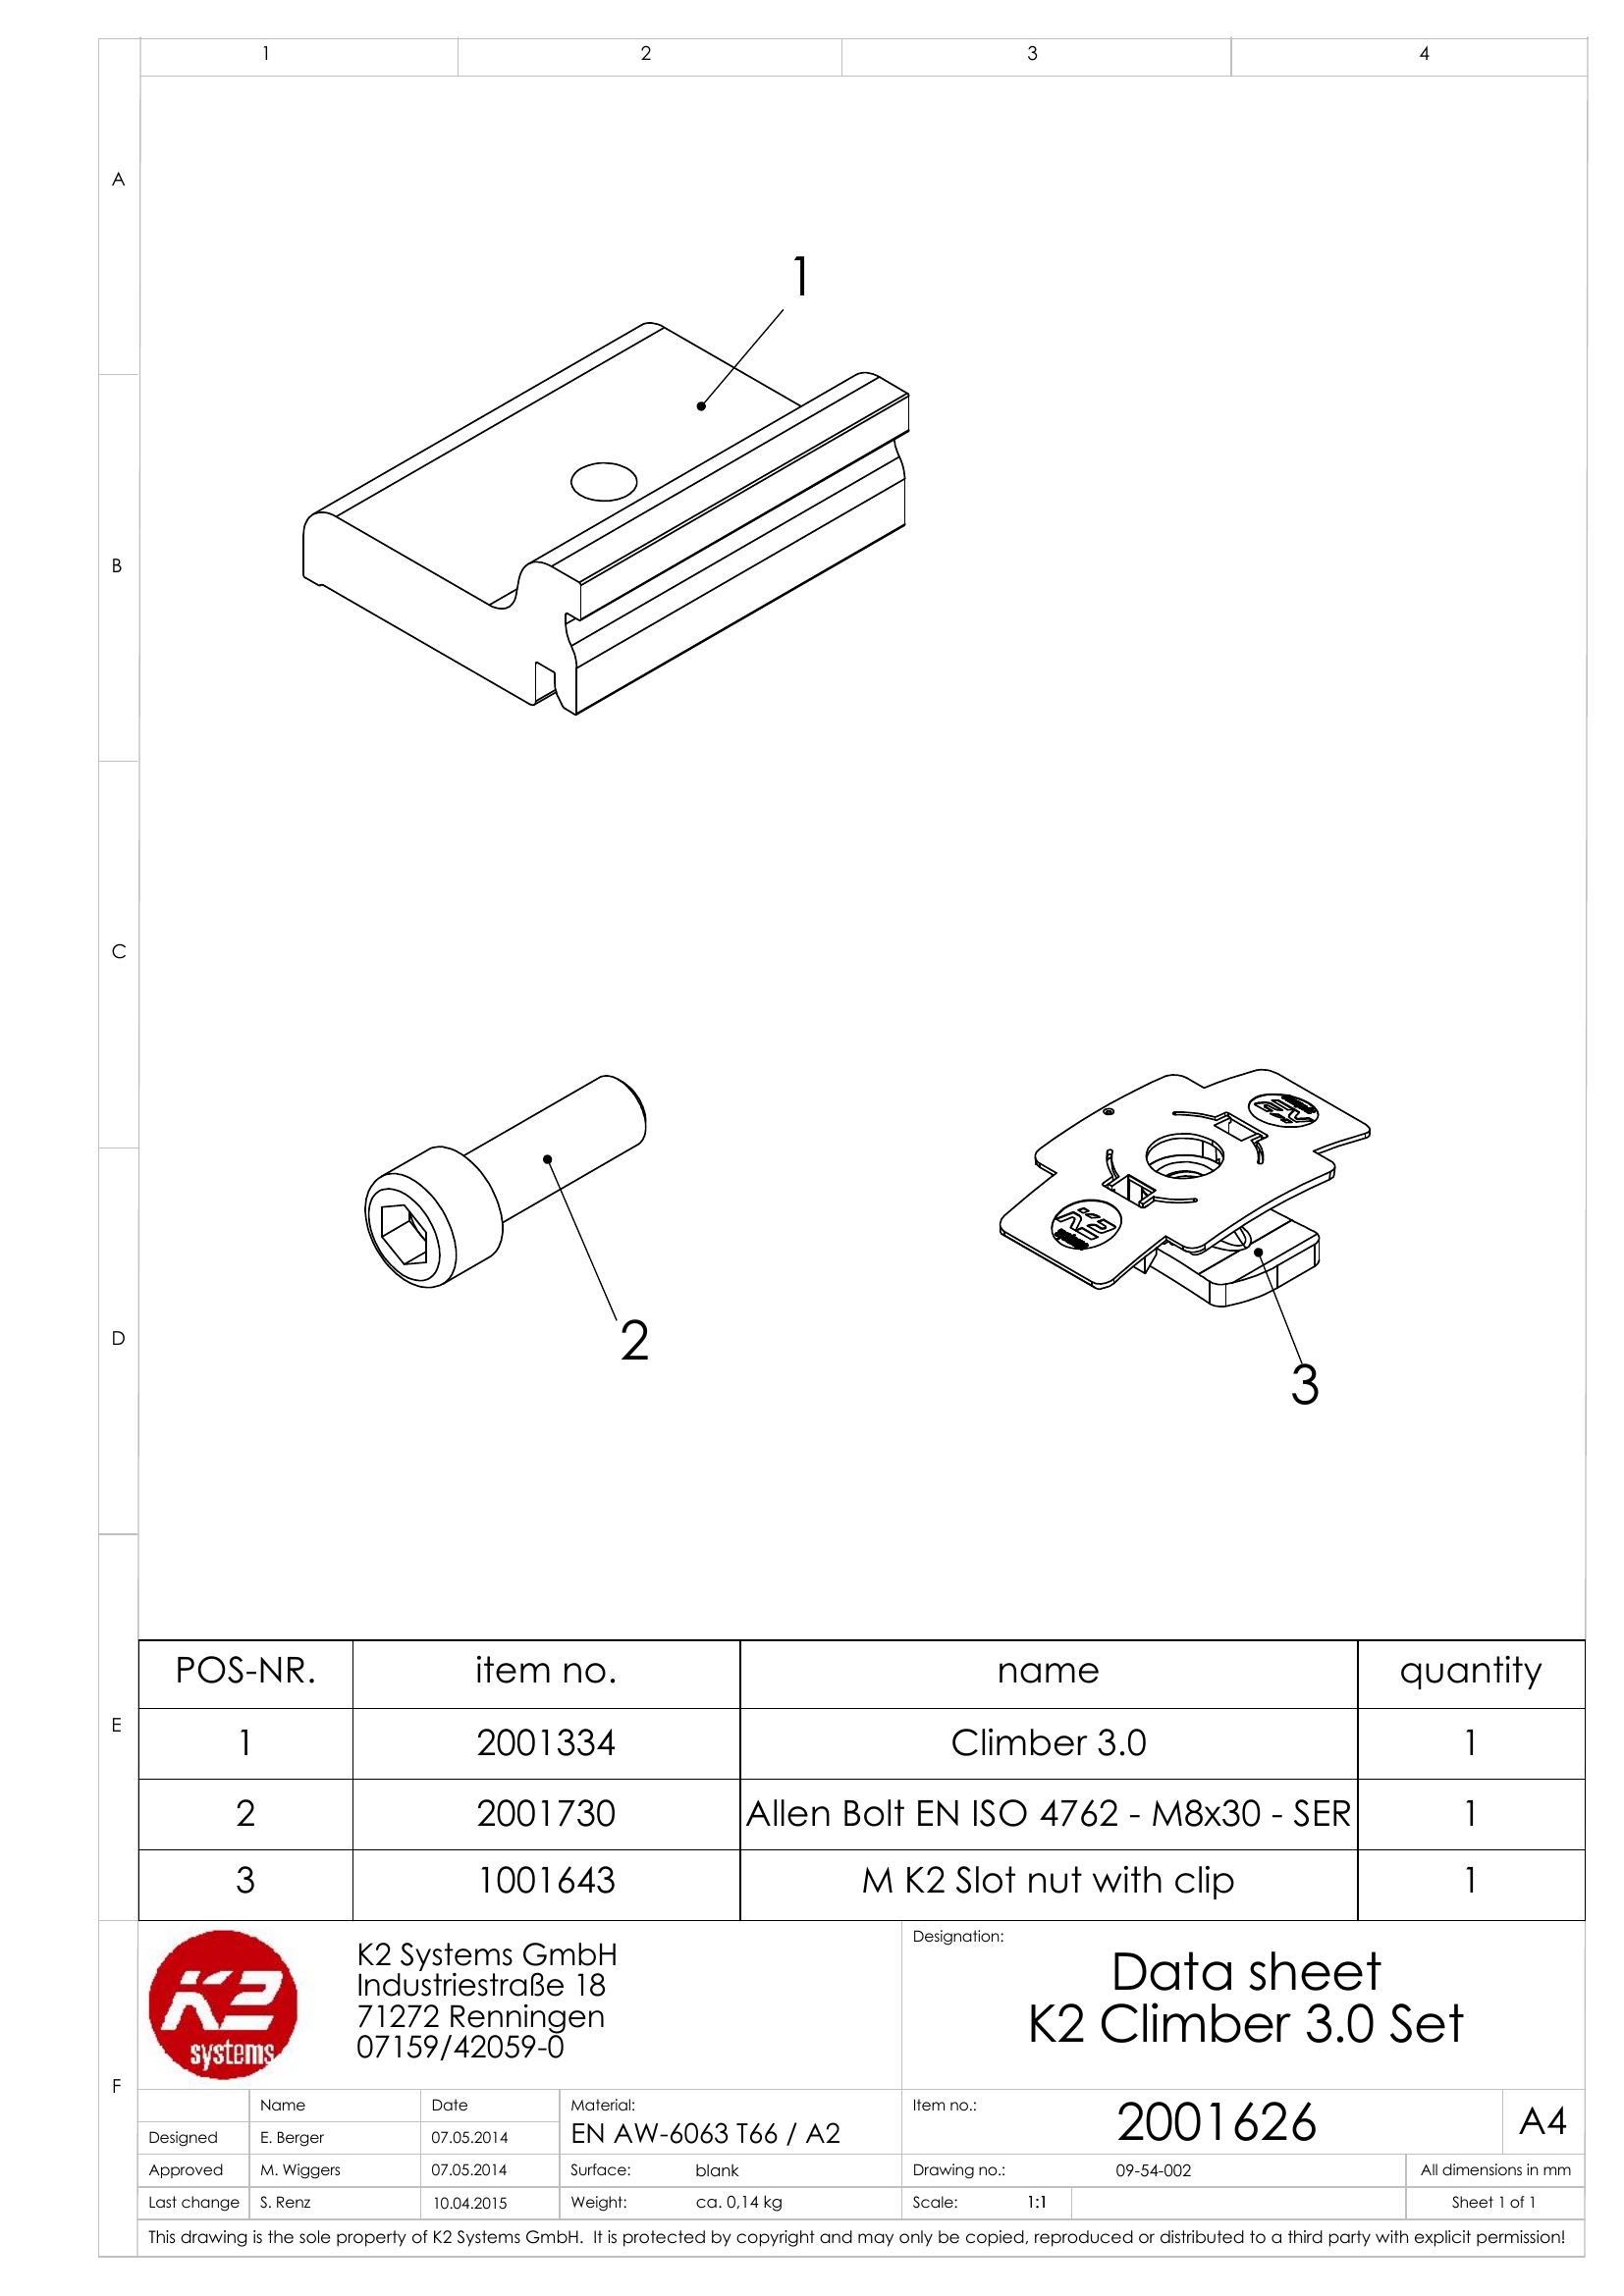 1 2 3 4
A
1
B
C
D
2
3
POS-NR. item no. name quantity
E
1 2001334 Climber 3.0 1
2 2001730 Allen Bolt EN ISO 4762 - M8x30 - SER 1
3 1001643 M K2 Slot nut with clip 1
K2
systems
K2 Systems GmbH
Industriestraße 18
71272 Renningen
07159/42059-0
Designation:
Data sheet
K2 Climber 3.0 Set
F
Name Date Material: Item no.: 2001626 A4
Designed E. Berger 07.05.2014 EN AW-6063 T66 / A2
Approved M. Wiggers 07.05.2014 Surface: blank Drawing no.: 09-54-002 All dimensions in mm
Last change S. Renz 10.04.2015 Weight: ca. 0,14 kg Scale: 1:1 Sheet 1 of 1
This drawing is the sole property of K2 Systems GmbH. It is protected by copyright and may only be copied, reproduced or distributed to a third party with explicit permission!